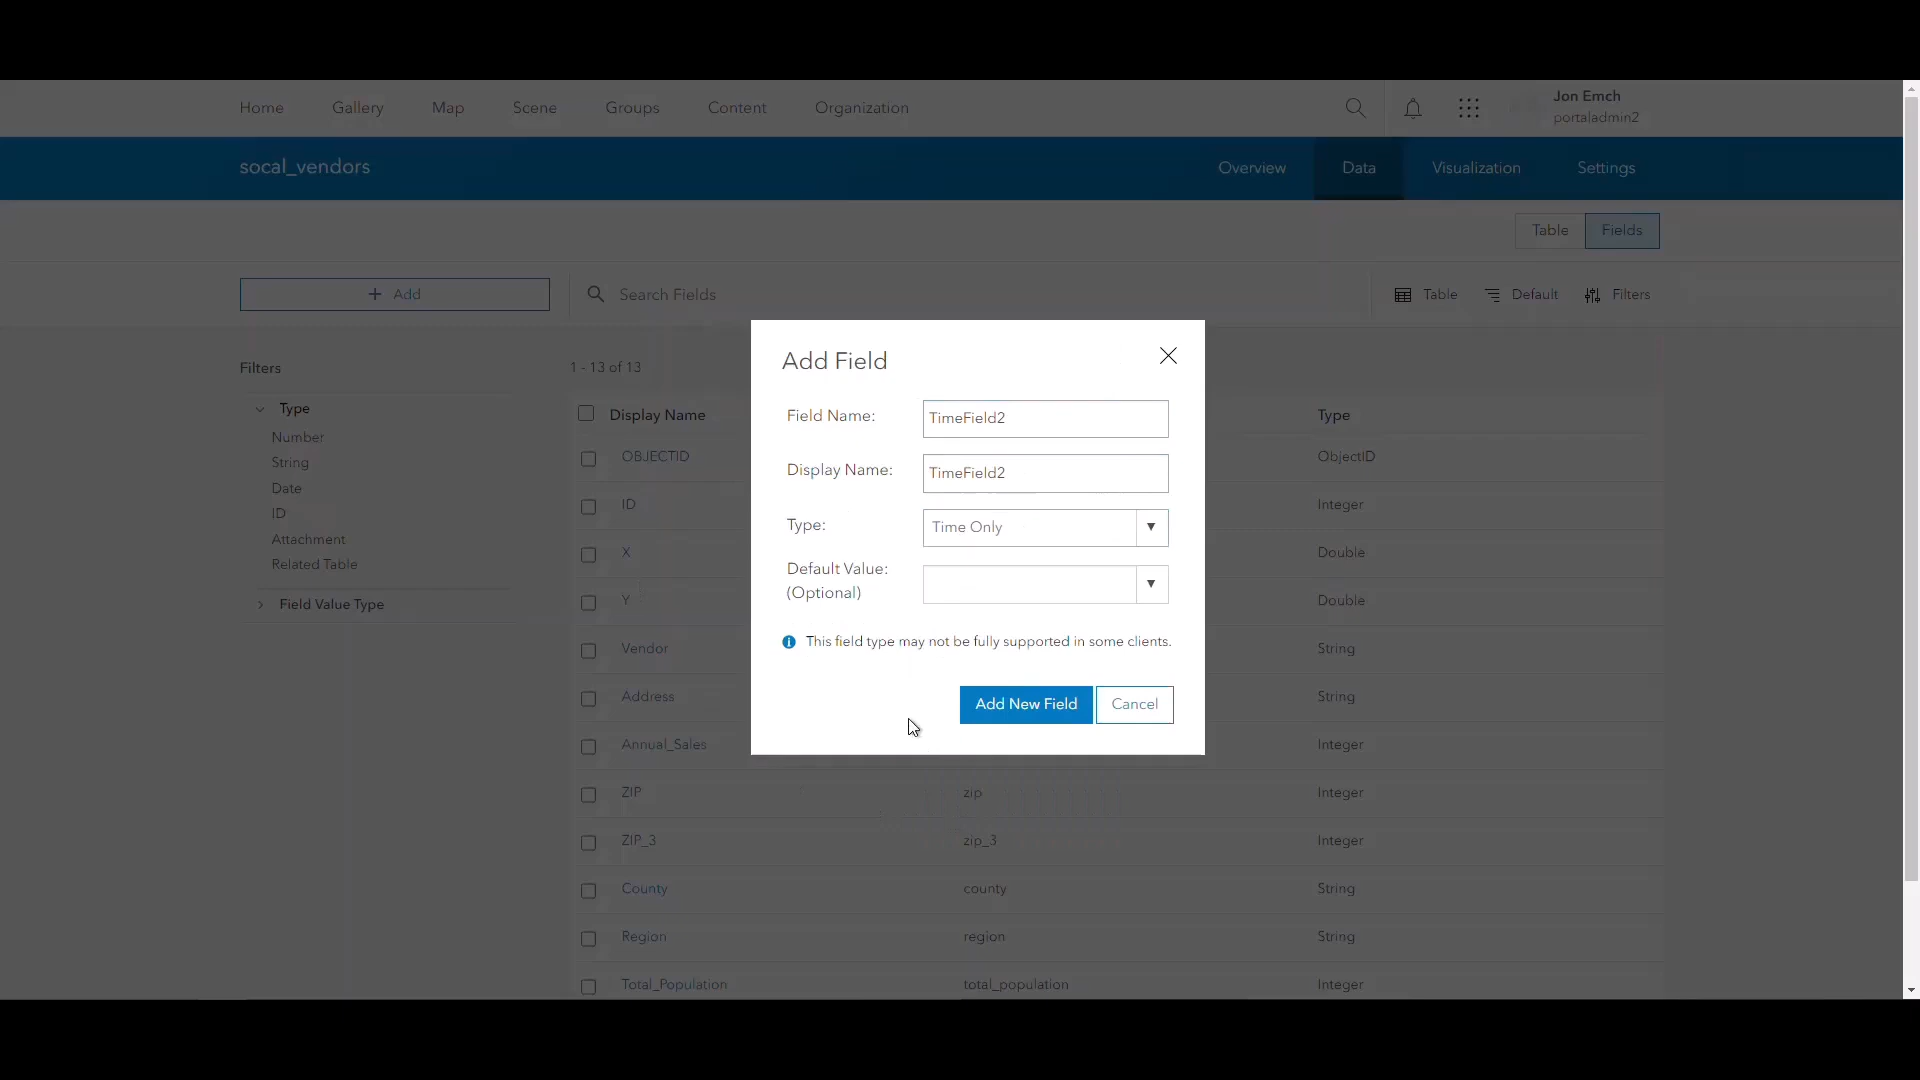 Home Gallery Map Scene Groups Content Organization
Jon Emch
portaladmin2
socal_vendors
Overview Data Visualization Settings
Table Fields
+ Add
Search Fields
Table Default Filters
Filters
Type
Number
String
Date
ID
Attachment
Related Table
Field Value Type
1 - 13 of 13
Display Name Type
OBJECTID ObjectID
ID Integer
X Double
Y Double
Vendor String
Address String
Annual_Sales Integer
ZIP zip Integer
ZIP_3 zip_3 Integer
County county String
Region region String
Total_Population total_population Integer
Add Field
Field Name: TimeField2
Display Name: TimeField2
Type: Time Only
Default Value:
(Optional)
This field type may not be fully supported in some clients.
Add New Field Cancel